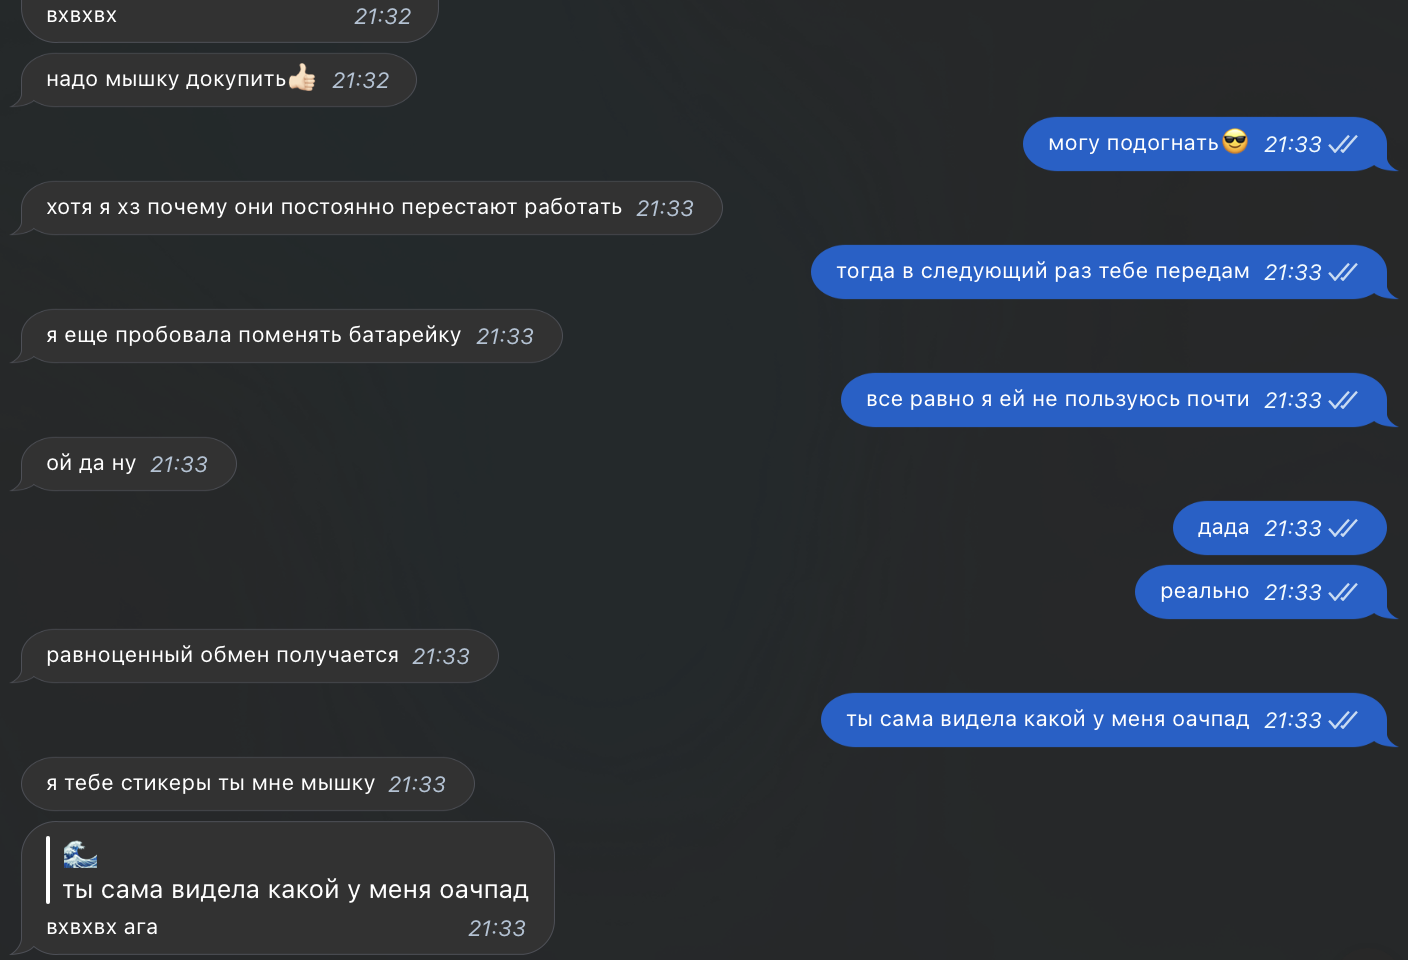 вхвхвх 21:32
надо мышку докупить👍🏻 21:32
могу подогнать😎 21:33
хотя я хз почему они постоянно перестают работать 21:33
тогда в следующий раз тебе передам 21:33
я еще пробовала поменять батарейку 21:33
все равно я ей не пользуюсь почти 21:33
ой да ну 21:33
дада 21:33
реально 21:33
равноценный обмен получается 21:33
ты сама видела какой у меня оачпад 21:33
я тебе стикеры ты мне мышку 21:33
🌊
ты сама видела какой у меня оачпад
вхвхвх ага 21:33